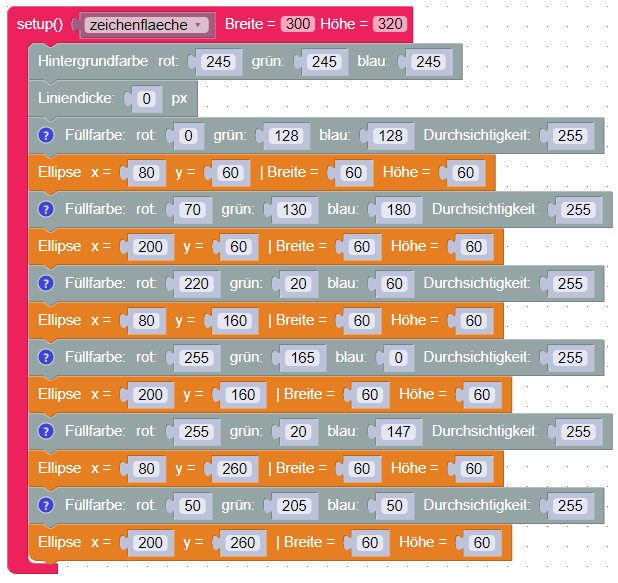 setup() zeichenflaeche Breite = 300 Höhe = 320
Hintergrundfarbe rot: 245 grün: 245 blau: 245
Liniendicke: 0 px
? Füllfarbe: rot: 0 grün: 128 blau: 128 Durchsichtigkeit: 255
Ellipse x = 80 y = 60 | Breite = 60 Höhe = 60
? Füllfarbe: rot: 70 grün: 130 blau: 180 Durchsichtigkeit: 255
Ellipse x = 200 y = 60 | Breite = 60 Höhe = 60
? Füllfarbe: rot: 220 grün: 20 blau: 60 Durchsichtigkeit: 255
Ellipse x = 80 y = 160 | Breite = 60 Höhe = 60
? Füllfarbe: rot: 255 grün: 165 blau: 0 Durchsichtigkeit: 255
Ellipse x = 200 y = 160 | Breite = 60 Höhe = 60
? Füllfarbe: rot: 255 grün: 20 blau: 147 Durchsichtigkeit: 255
Ellipse x = 80 y = 260 | Breite = 60 Höhe = 60
? Füllfarbe: rot: 50 grün: 205 blau: 50 Durchsichtigkeit: 255
Ellipse x = 200 y = 260 | Breite = 60 Höhe = 60